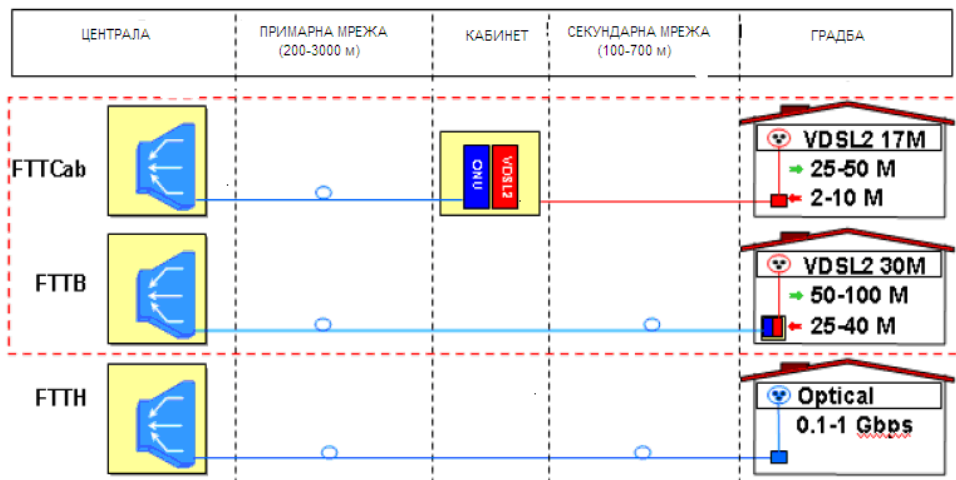 ЦЕНТРАЛА
ПРИМАРНА МРЕЖА
(200-3000 м)
КАБИНЕТ
СЕКУНДАРНА МРЕЖА
(100-700 м)
ГРАДБА
FTTCab
ONU
VDSL2
VDSL2 17M
25-50 M
2-10 M
FTTB
VDSL2 30M
50-100 M
25-40 M
FTTH
Optical
0.1-1 Gbps